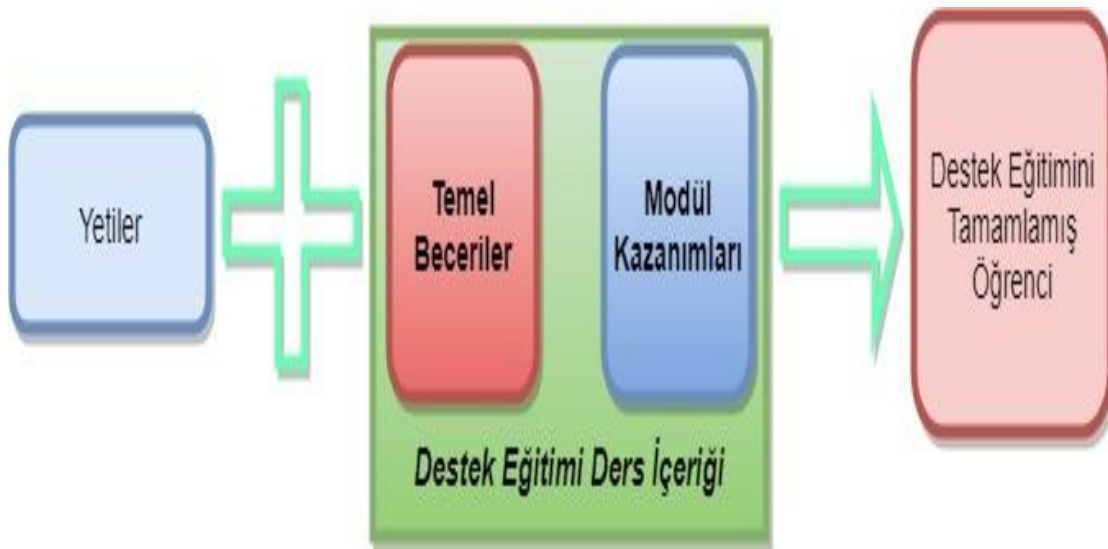 Yetiler
Temel
Beceriler
Modül
Kazanımları
Destek Eğitimi Ders İçeriği
Destek Eğitimini
Tamamlamış
Öğrenci